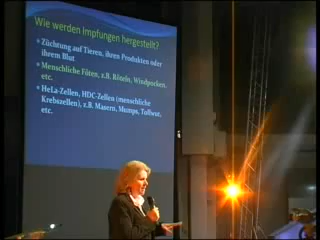 Wie werden Impfungen hergestellt?
Züchtung auf Tieren, ihren Produkten oder
ihrem Blut
Menschliche Föten, z.B. Röteln, Windpocken,
etc.
HeLa-Zellen, HDC-Zellen (menschliche
Krebszellen), z.B. Masern, Mumps, Tollwut,
etc.